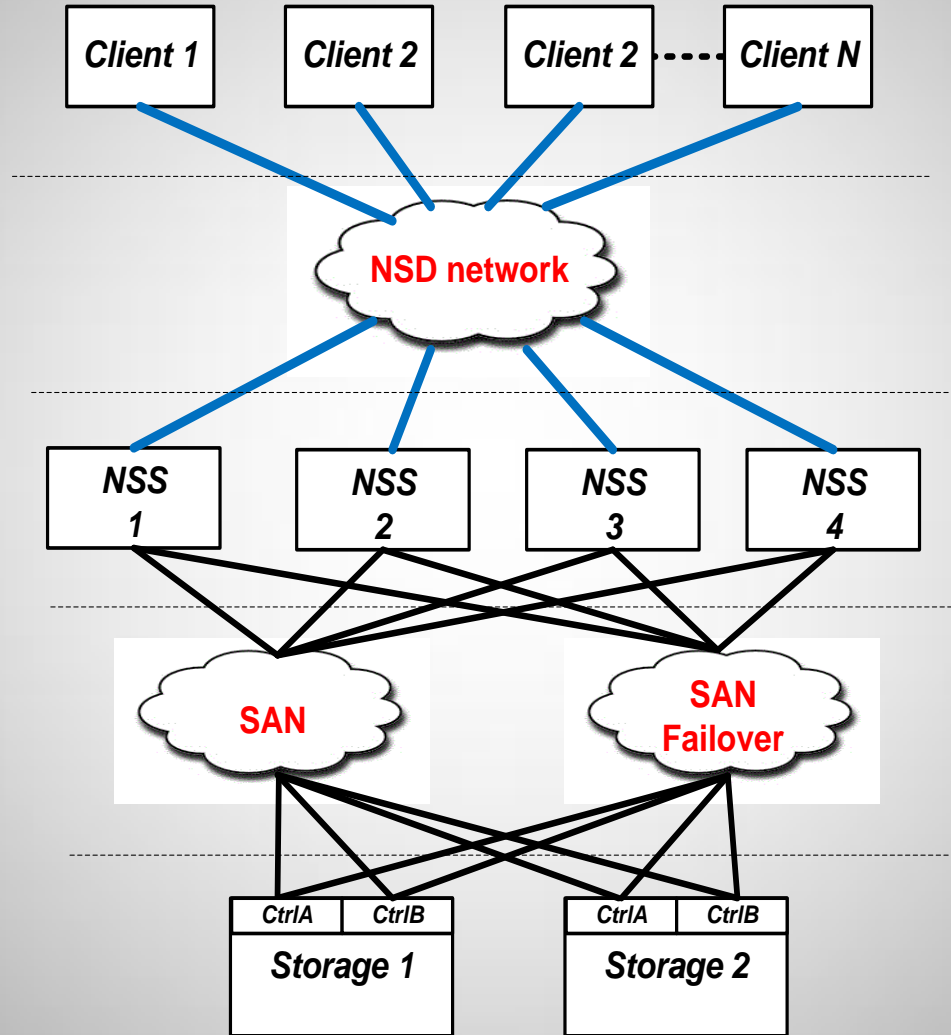 Client 1
Client 2
Client 2
Client N
NSD network
NSS
1
NSS
2
NSS
3
NSS
4
SAN
SAN
Failover
CtrlA
CtrlB
Storage 1
CtrlA
CtrlB
Storage 2